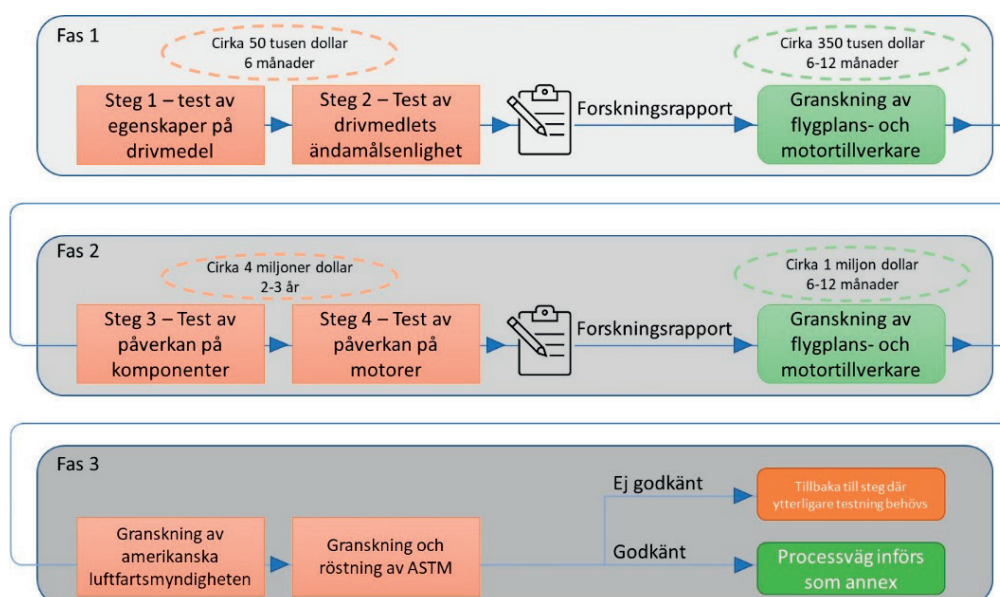 Fas 1
Cirka 50 tusen dollar
6 månader
Cirka 350 tusen dollar
6-12 månader
Steg 1 – test av
egenskaper på
drivmedel
Steg 2 – Test av
drivmedlets
ändamålsenlighet
Forskningsrapport
Granskning av
flygplans- och
motortillverkare
Fas 2
Cirka 4 miljoner dollar
2-3 år
Cirka 1 miljon dollar
6-12 månader
Steg 3 – Test av
påverkan på
komponenter
Steg 4 – Test av
påverkan på
motorer
Forskningsrapport
Granskning av
flygplans- och
motortillverkare
Fas 3
Granskning av
amerikanska
luftfartsmyndigheten
Granskning och
röstning av ASTM
Ej godkänt
Tillbaka till steg där
ytterligare testning behövs
Godkänt
Processväg införs
som annex